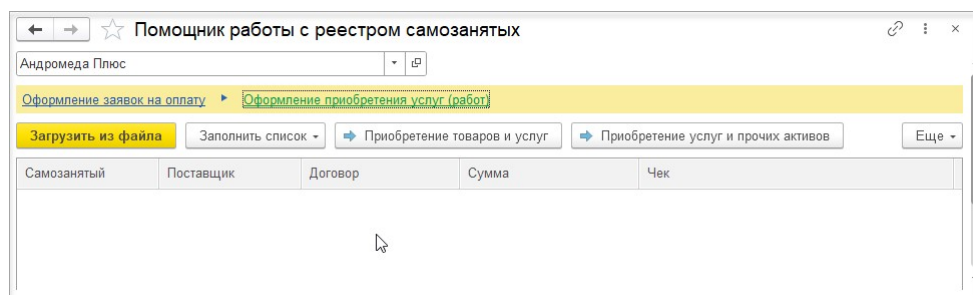 Помощник работы с реестром самозанятых
Андромеда Плюс
Оформление заявок на оплату Оформление приобретения услуг (работ)
Загрузить из файла Заполнить список Приобретение товаров и услуг Приобретение услуг и прочих активов Еще
Самозанятый Поставщик Договор Сумма Чек